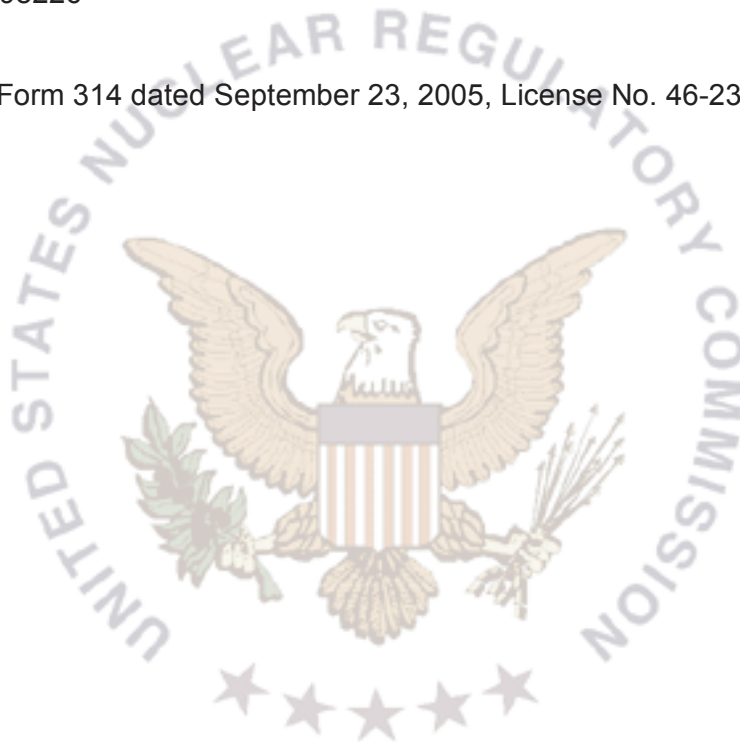 Form 314 dated September 23, 2005, License No. 46-23
UNITED STATES NUCLEAR REGULATORY COMMISSION